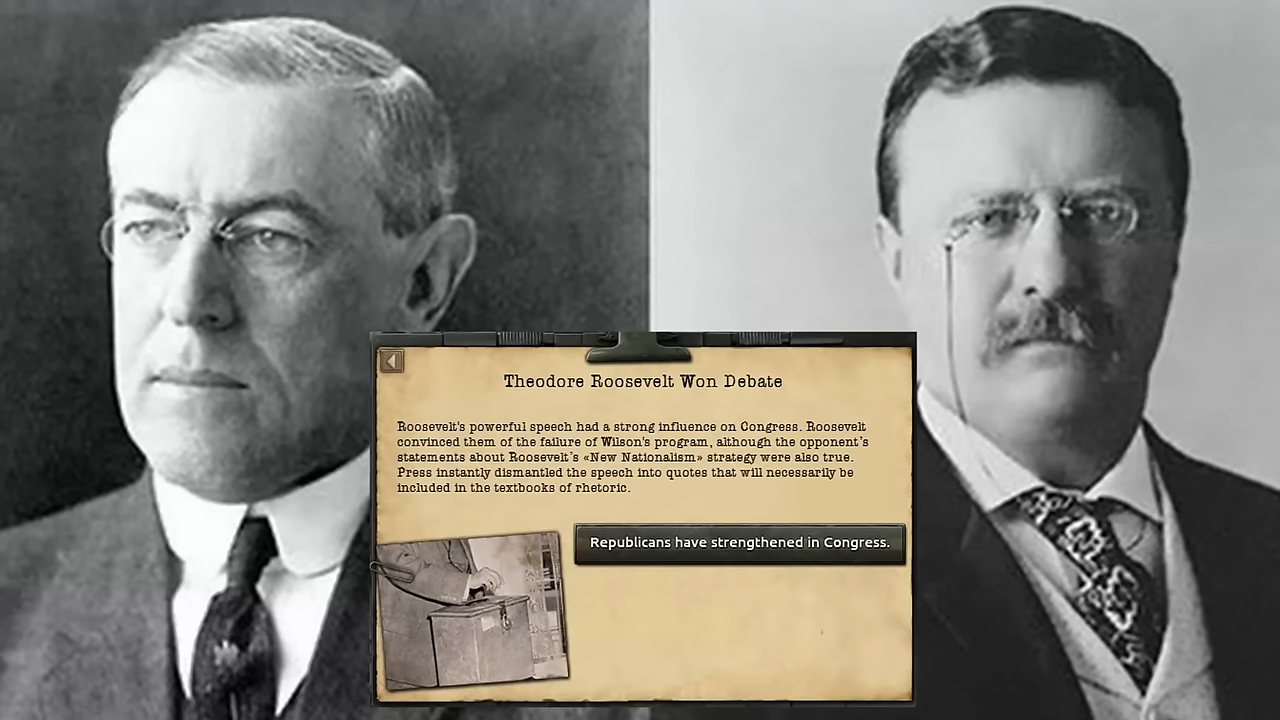 Theodore Roosevelt Won Debate
Roosevelt's powerful speech had a strong influence on Congress. Roosevelt
convinced them of the failure of Wilson's program, although the opponent's
statements about Roosevelt's «New Nationalism» strategy were also true.
Press instantly dismantled the speech into quotes that will necessarily be
included in the textbooks of rhetoric.
Republicans have strengthened in Congress.